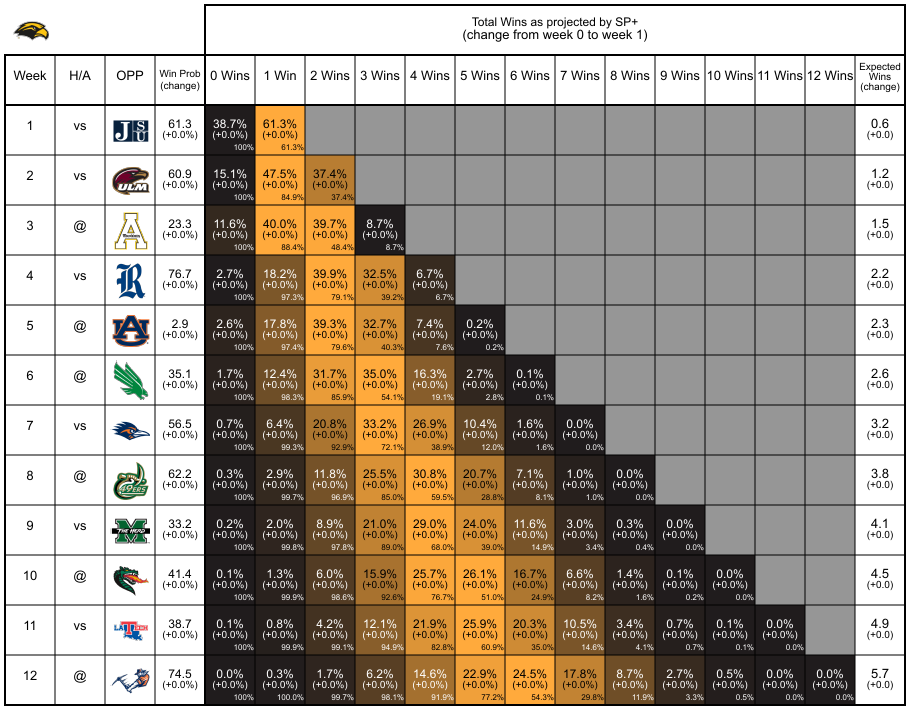 Total Wins as projected by SP+
(change from week 0 to week 1)
Week H/A OPP Win Prob (change) 0 Wins 1 Win 2 Wins 3 Wins 4 Wins 5 Wins 6 Wins 7 Wins 8 Wins 9 Wins 10 Wins 11 Wins 12 Wins Expected Wins (change)
1 vs JSU 61.3 38.7% 61.3% 0.6
(+0.0%) (+0.0%) (+0.0%) (+0.0)
100% 61.3%
2 vs ULM 60.9 15.1% 47.5% 37.4% 1.2
(+0.0%) (+0.0%) (+0.0%) (+0.0%) (+0.0)
100% 84.9% 37.4%
3 @ A 23.3 11.6% 40.0% 39.7% 8.7% 1.5
(+0.0%) (+0.0%) (+0.0%) (+0.0%) (+0.0%) (+0.0)
100% 88.4% 48.4% 8.7%
4 vs R 76.7 2.7% 18.2% 39.9% 32.5% 6.7% 2.2
(+0.0%) (+0.0%) (+0.0%) (+0.0%) (+0.0%) (+0.0%) (+0.0)
100% 97.3% 79.1% 39.2% 6.7%
5 @ AU 2.9 2.6% 17.8% 39.3% 32.7% 7.4% 0.2% 2.3
(+0.0%) (+0.0%) (+0.0%) (+0.0%) (+0.0%) (+0.0%) (+0.0%) (+0.0)
100% 97.4% 79.6% 40.3% 7.6% 0.2%
6 @ 35.1 1.7% 12.4% 31.7% 35.0% 16.3% 2.7% 0.1% 2.6
(+0.0%) (+0.0%) (+0.0%) (+0.0%) (+0.0%) (+0.0%) (+0.0%) (+0.0%) (+0.0)
100% 98.3% 85.9% 54.1% 19.1% 2.8% 0.1%
7 vs 56.5 0.7% 6.4% 20.8% 33.2% 26.9% 10.4% 1.6% 0.0% 3.2
(+0.0%) (+0.0%) (+0.0%) (+0.0%) (+0.0%) (+0.0%) (+0.0%) (+0.0%) (+0.0%) (+0.0)
100% 99.3% 92.9% 72.1% 38.9% 12.0% 1.6% 0.0%
8 @ 49ERS 62.2 0.3% 2.9% 11.8% 25.5% 30.8% 20.7% 7.1% 1.0% 0.0% 3.8
(+0.0%) (+0.0%) (+0.0%) (+0.0%) (+0.0%) (+0.0%) (+0.0%) (+0.0%) (+0.0%) (+0.0%) (+0.0)
100% 99.7% 96.9% 85.0% 59.5% 28.8% 8.1% 1.0% 0.0%
9 vs M THE HERD 33.2 0.2% 2.0% 8.9% 21.0% 29.0% 24.0% 11.6% 3.0% 0.3% 0.0% 4.1
(+0.0%) (+0.0%) (+0.0%) (+0.0%) (+0.0%) (+0.0%) (+0.0%) (+0.0%) (+0.0%) (+0.0%) (+0.0%) (+0.0)
100% 99.8% 97.8% 89.0% 68.0% 39.0% 14.9% 3.4% 0.4% 0.0%
10 @ 41.4 0.1% 1.3% 6.0% 15.9% 25.7% 26.1% 16.7% 6.6% 1.4% 0.1% 0.0% 4.5
(+0.0%) (+0.0%) (+0.0%) (+0.0%) (+0.0%) (+0.0%) (+0.0%) (+0.0%) (+0.0%) (+0.0%) (+0.0%) (+0.0%) (+0.0)
100% 99.9% 98.6% 92.6% 76.7% 51.0% 24.9% 8.2% 1.6% 0.2% 0.0%
11 vs LA TECH 38.7 0.1% 0.8% 4.2% 12.1% 21.9% 25.9% 20.3% 10.5% 3.4% 0.7% 0.1% 0.0% 4.9
(+0.0%) (+0.0%) (+0.0%) (+0.0%) (+0.0%) (+0.0%) (+0.0%) (+0.0%) (+0.0%) (+0.0%) (+0.0%) (+0.0%) (+0.0%) (+0.0)
100% 99.9% 99.1% 94.9% 82.8% 60.9% 35.0% 14.6% 4.1% 0.7% 0.1% 0.0%
12 @ 74.5 0.0% 0.3% 1.7% 6.2% 14.6% 22.9% 24.5% 17.8% 8.7% 2.7% 0.5% 0.0% 0.0% 5.7
(+0.0%) (+0.0%) (+0.0%) (+0.0%) (+0.0%) (+0.0%) (+0.0%) (+0.0%) (+0.0%) (+0.0%) (+0.0%) (+0.0%) (+0.0%) (+0.0%) (+0.0)
100% 100.0% 99.7% 98.1% 91.9% 77.2% 54.3% 29.8% 11.9% 3.3% 0.5% 0.0% 0.0%